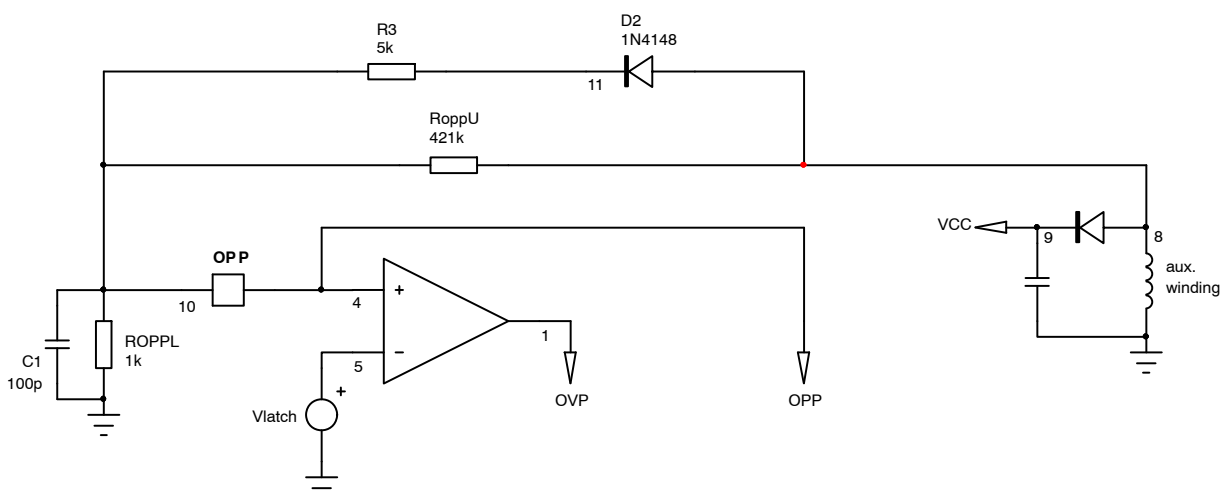 D2
1N4148
R3
5k
11
RoppU
421k
VCC
9
8
aux.
winding
OPP
10
4
+
1
5
−
C1
100p
ROPPL
1k
+
Vlatch
OVP
OPP